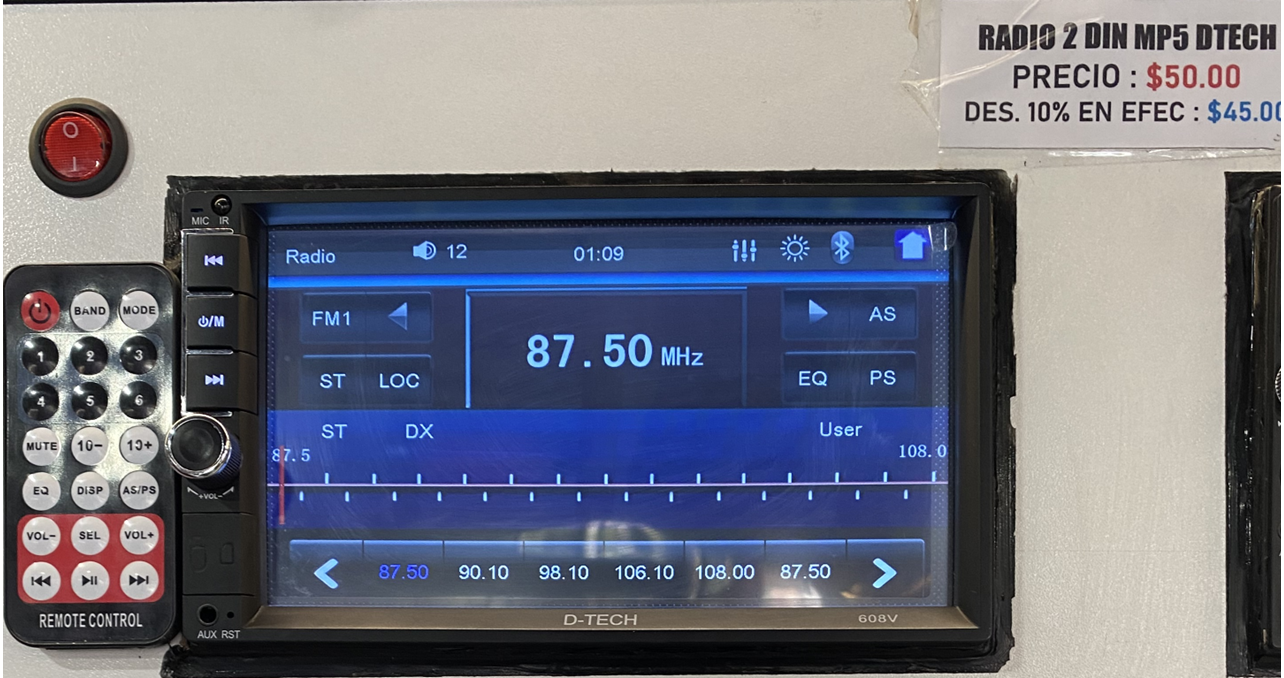 RADIO 2 DIN MP5 DTECH
PRECIO : $50.00
DES. 10% EN EFEC : $45.00
O
I
MIC IR
Radio 12 01:09
FM1 87.50 MHz AS
ST LOC EQ PS
ST DX User
87.5 108.0
87.50 90.10 98.10 106.10 108.00 87.50
D-TECH 608V
/M
+VOL-
AUX RST
BAND MODE
1 2 3
4 5 6
MUTE 10- 10+
EQ DISP AS/PS
VOL- SEL VOL+
REMOTE CONTROL